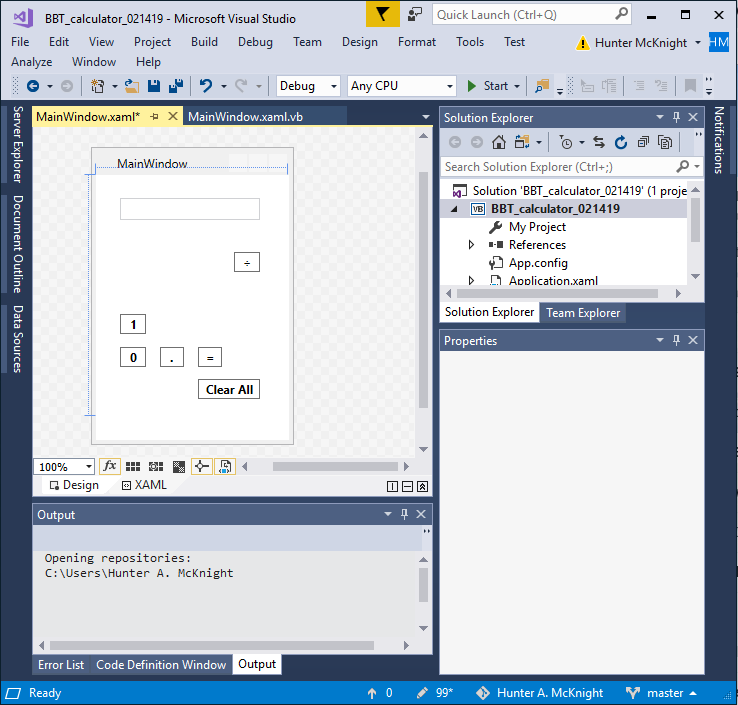 BBT_calculator_021419 - Microsoft Visual Studio
Quick Launch (Ctrl+Q)
File Edit View Project Build Debug Team Design Format Tools Test
Hunter McKnight HM
Analyze Window Help
Debug Any CPU Start
Server Explorer
Document Outline
Data Sources
MainWindow.xaml* MainWindow.xaml.vb
MainWindow
÷
1
0 . =
Clear All
100% fx
Design XAML
Output
Opening repositories:
C:\Users\Hunter A. McKnight
Error List Code Definition Window Output
Solution Explorer
Search Solution Explorer (Ctrl+;)
Solution 'BBT_calculator_021419' (1 proje
VB BBT_calculator_021419
My Project
References
App.config
Application.xaml
Solution Explorer Team Explorer
Properties
Notifications
Ready 0 99* Hunter A. McKnight master